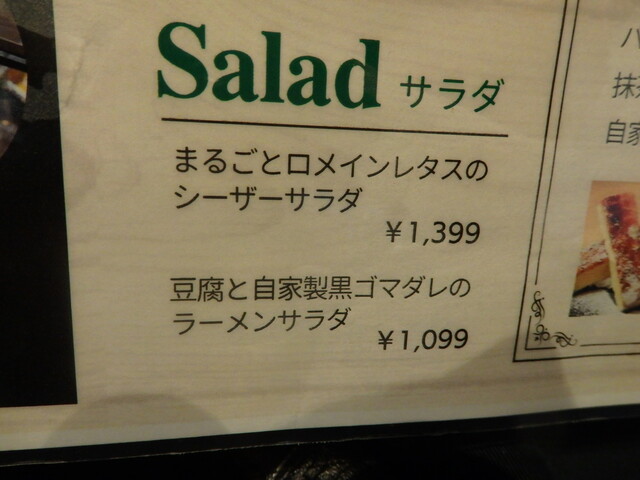 Salad サラダ
まるごとロメインレタスの
シーザーサラダ
¥1,399
豆腐と自家製黒ゴマダレの
ラーメンサラダ
¥1,099
自家